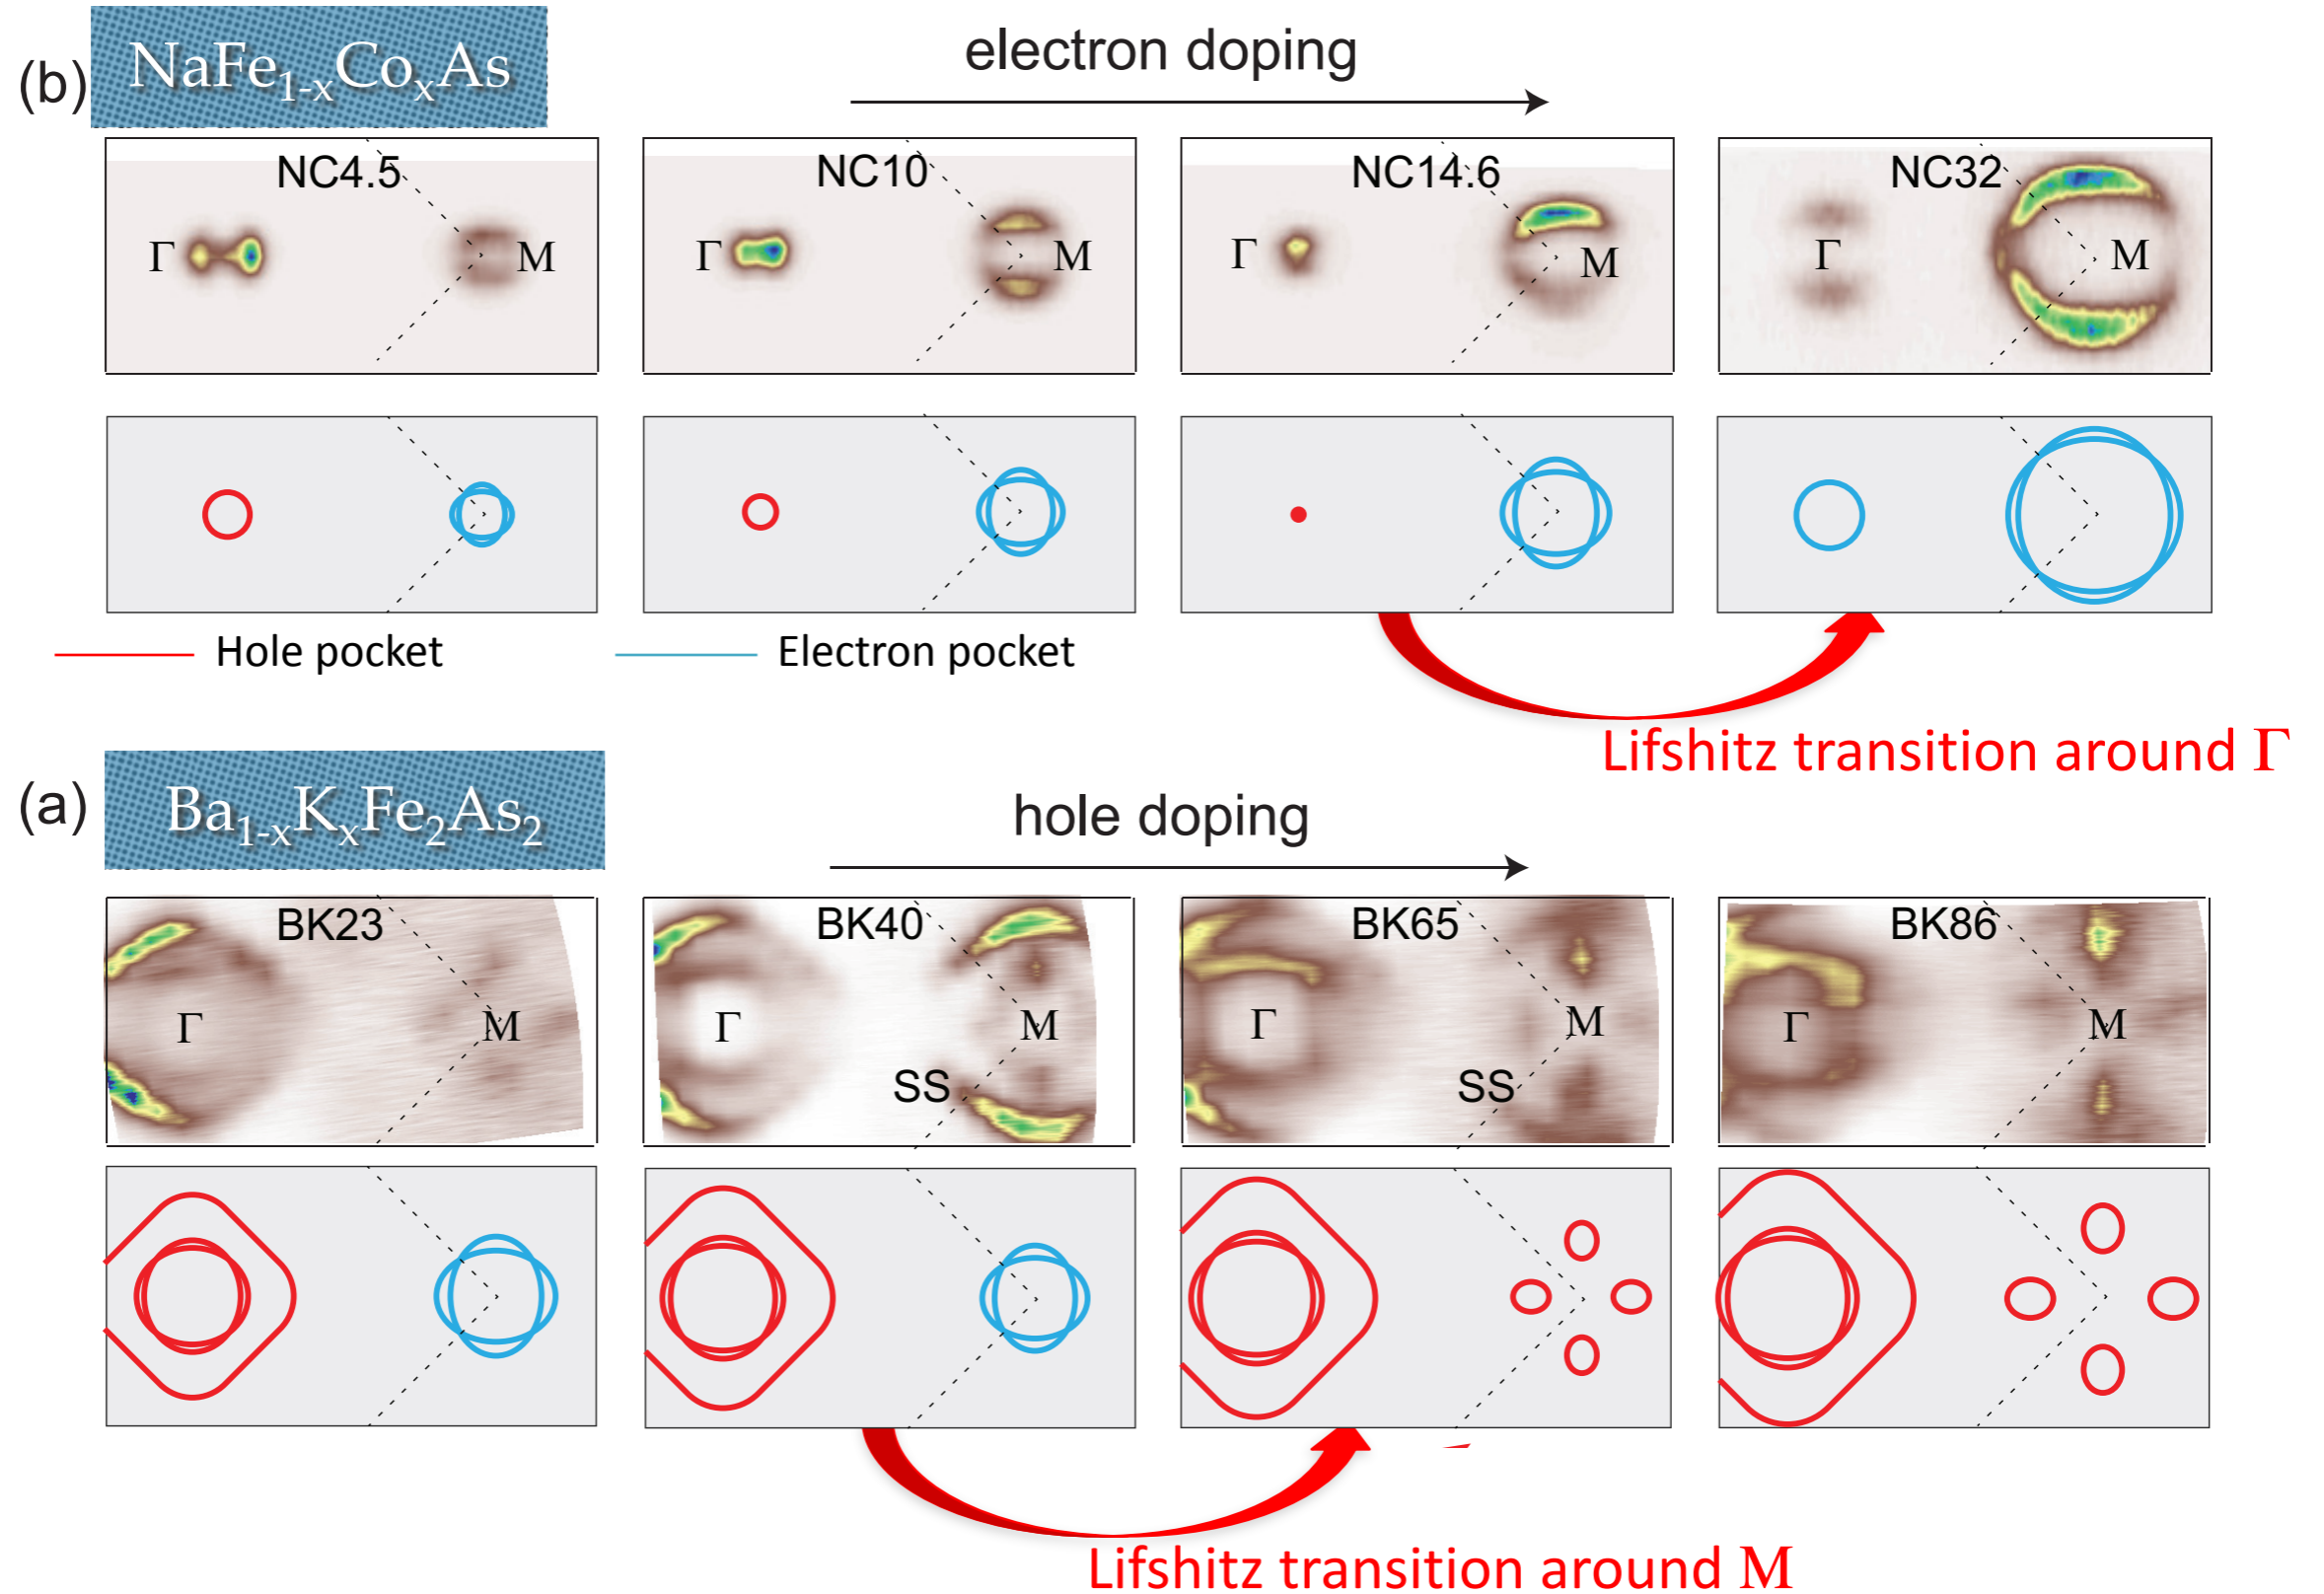 (b) NaFe₁₋ₓCoₓAs
electron doping
NC4.5 NC10 NC14.6 NC32
Γ M Γ M Γ M Γ M
Hole pocket Electron pocket
Lifshitz transition around Γ
(a) Ba₁₋ₓKₓFe₂As₂
hole doping
BK23 BK40 BK65 BK86
Γ M Γ M Γ M Γ M
SS SS
Lifshitz transition around M